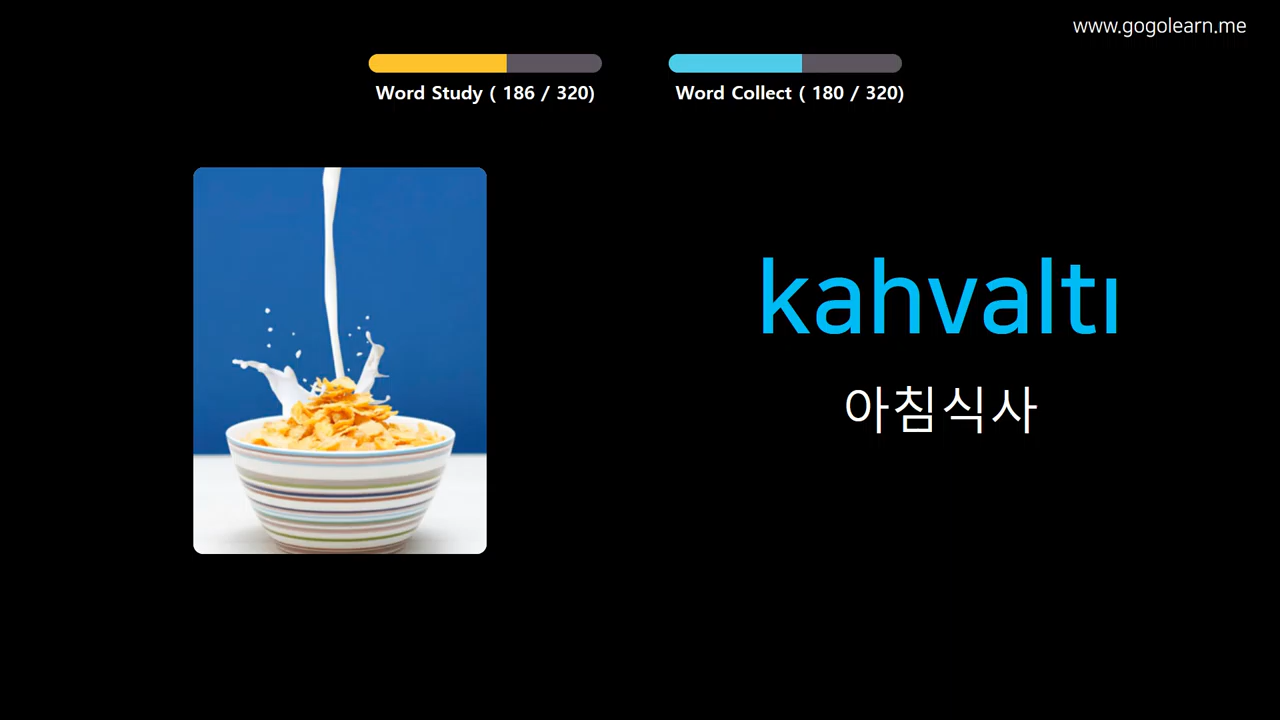 www.gogolearn.me
Word Study ( 186 / 320)
Word Collect ( 180 / 320)
kahvaltı
아침식사